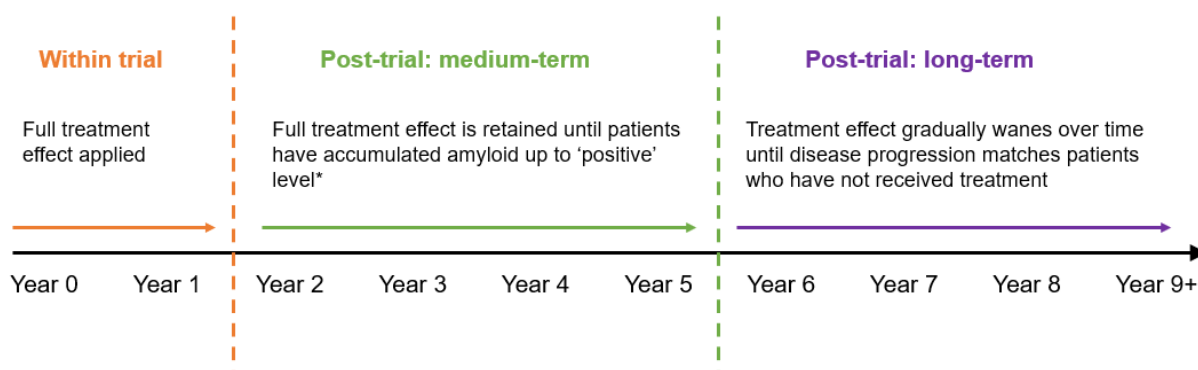 Within trial
Post-trial: medium-term
Post-trial: long-term
Full treatment
effect applied
Full treatment effect is retained until patients
have accumulated amyloid up to ‘positive’
level*
Treatment effect gradually wanes over time
until disease progression matches patients
who have not received treatment
Year 0
Year 1
Year 2
Year 3
Year 4
Year 5
Year 6
Year 7
Year 8
Year 9+